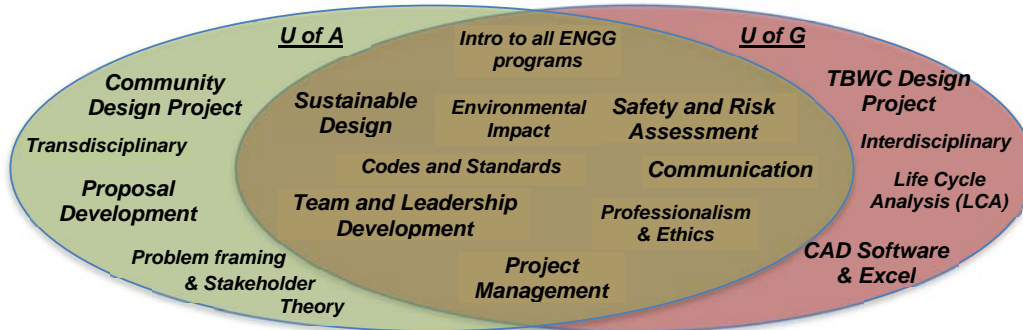 U of A
Community
Design Project
Transdisciplinary
Proposal
Development
Problem framing
& Stakeholder
Theory
Intro to all ENGG
programs
Sustainable
Design
Environmental
Impact
Safety and Risk
Assessment
Codes and Standards
Communication
Team and Leadership
Development
Professionalism
& Ethics
Project
Management
U of G
TBWC Design
Project
Interdisciplinary
Life Cycle
Analysis (LCA)
CAD Software
& Excel